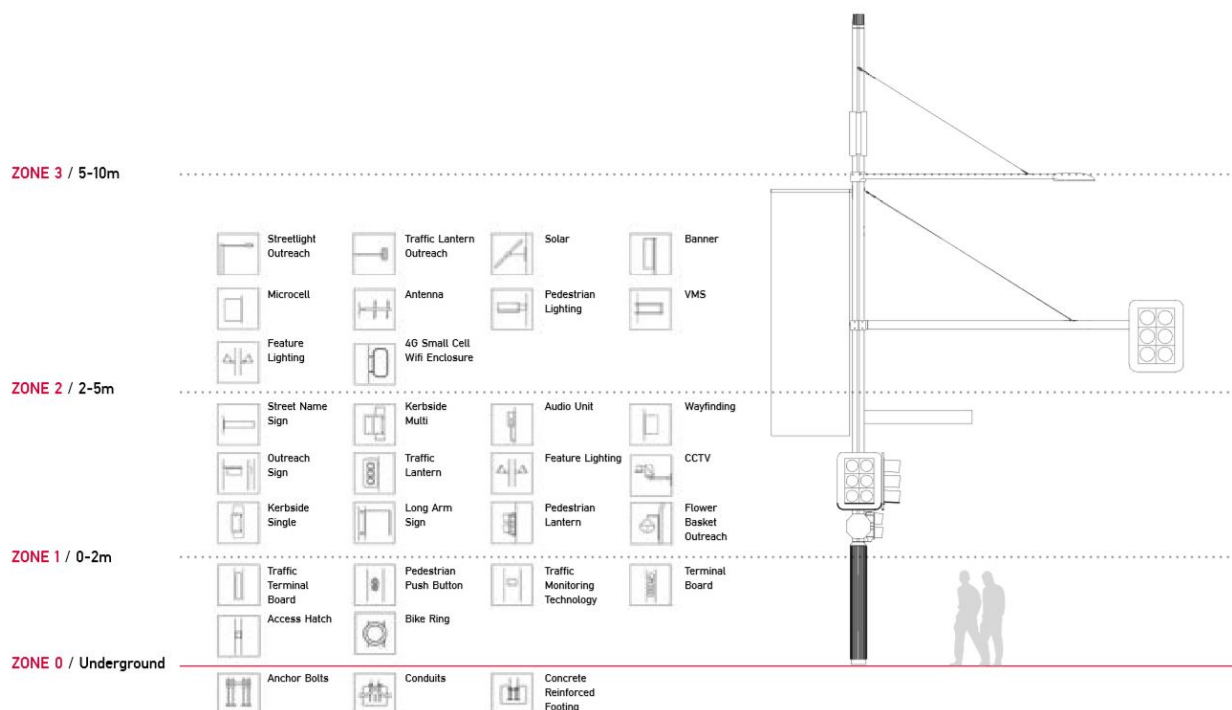 ZONE 3 / 5-10m
Streetlight
Outreach
Traffic Lantern
Outreach
Solar
Banner
Microcell
Antenna
Pedestrian
Lighting
VMS
Feature
Lighting
4G Small Cell
Wifi Enclosure
ZONE 2 / 2-5m
Street Name
Sign
Kerbside
Multi
Audio Unit
Wayfinding
Outreach
Sign
Traffic
Lantern
Feature Lighting
CCTV
Kerbside
Single
Long Arm
Sign
Pedestrian
Lantern
Flower
Basket
Outreach
ZONE 1 / 0-2m
Traffic
Terminal
Board
Pedestrian
Push Button
Traffic
Monitoring
Technology
Terminal
Board
Access Hatch
Bike Ring
ZONE 0 / Underground
Anchor Bolts
Conduits
Concrete
Reinforced
Footing